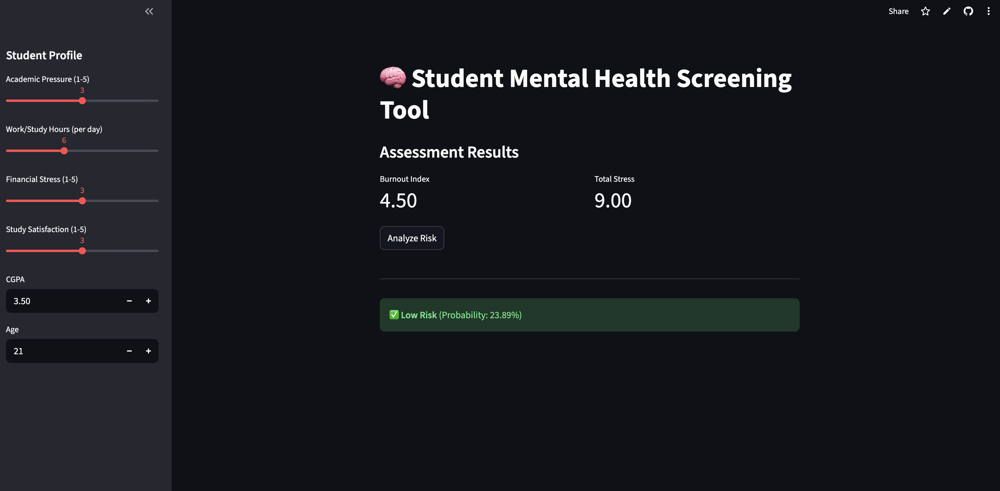 Share
Student Profile
Academic Pressure (1-5)
3
Work/Study Hours (per day)
6
Financial Stress (1-5)
3
Study Satisfaction (1-5)
3
CGPA
3.50
Age
21
Student Mental Health Screening
Tool
Assessment Results
Burnout Index
4.50
Total Stress
9.00
Analyze Risk
Low Risk (Probability: 23.89%)